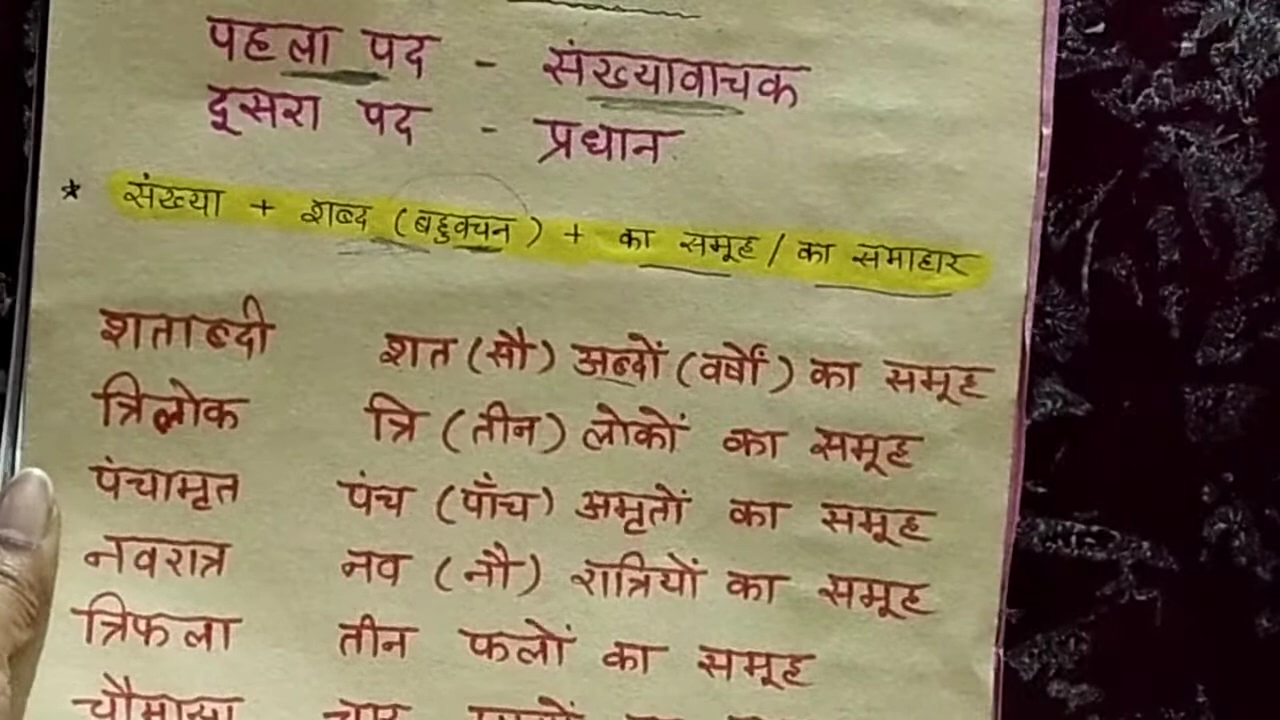 पहला पद - संख्यावाचक
दूसरा पद - प्रधान
* संख्या + शब्द (बहुवचन) + का समूह / का समाहार
शताब्दी शत (सौ) अब्दों (वर्षों) का समूह
त्रिलोक त्रि (तीन) लोकों का समूह
पंचामृत पंच (पाँच) अमृतों का समूह
नवरात्र नव (नौ) रात्रियों का समूह
त्रिफला तीन फलों का समूह
चौमासा चार